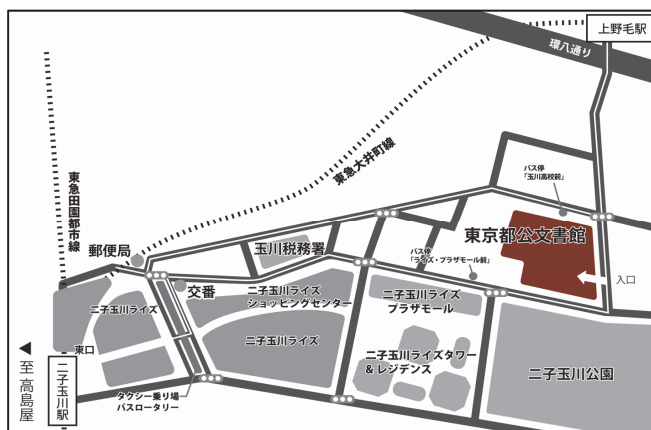 上野毛駅
環八通り
東急大井町線
東急田園都市線
バス停
「玉川高校前」
郵便局
玉川税務署
東京都公文書館
バス停
「ライズ・プラザモール前」
入口
交番
二子玉川ライズ
二子玉川ライズ
ショッピングセンター
二子玉川ライズ
プラザモール
東口
二子玉川ライズ
二子玉川ライズタワー
&レジデンス
二子玉川公園
至 高島屋
二子玉川駅
タクシー乗り場
バスロータリー